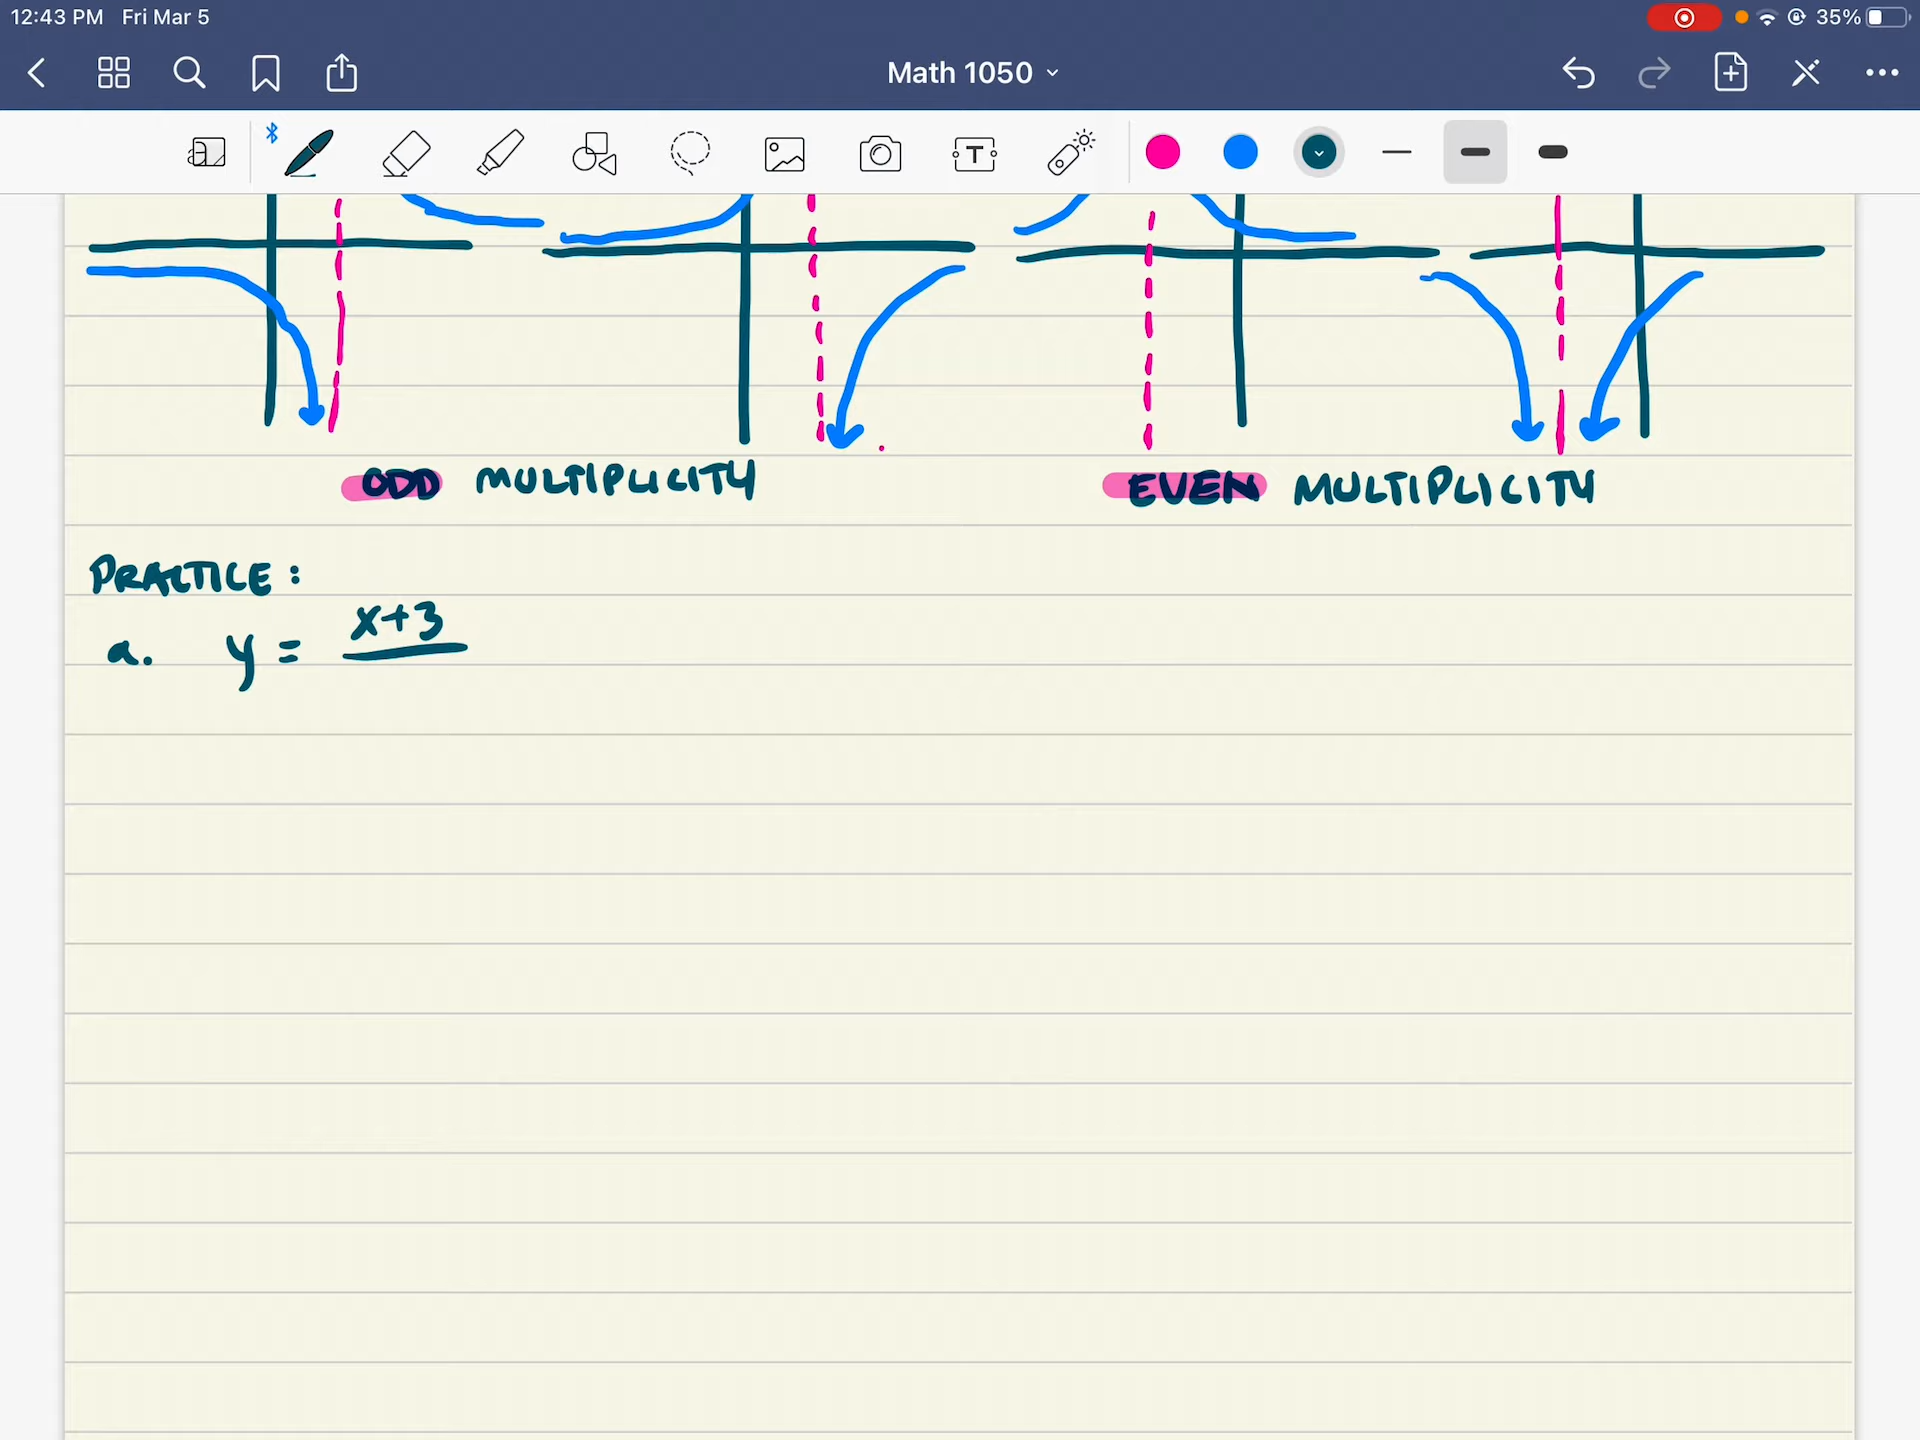 12:43 PM Fri Mar 5
35%
Math 1050
T
ODD MULTIPLICITY
EVEN MULTIPLICITY
PRACTICE:
a. y = x+3